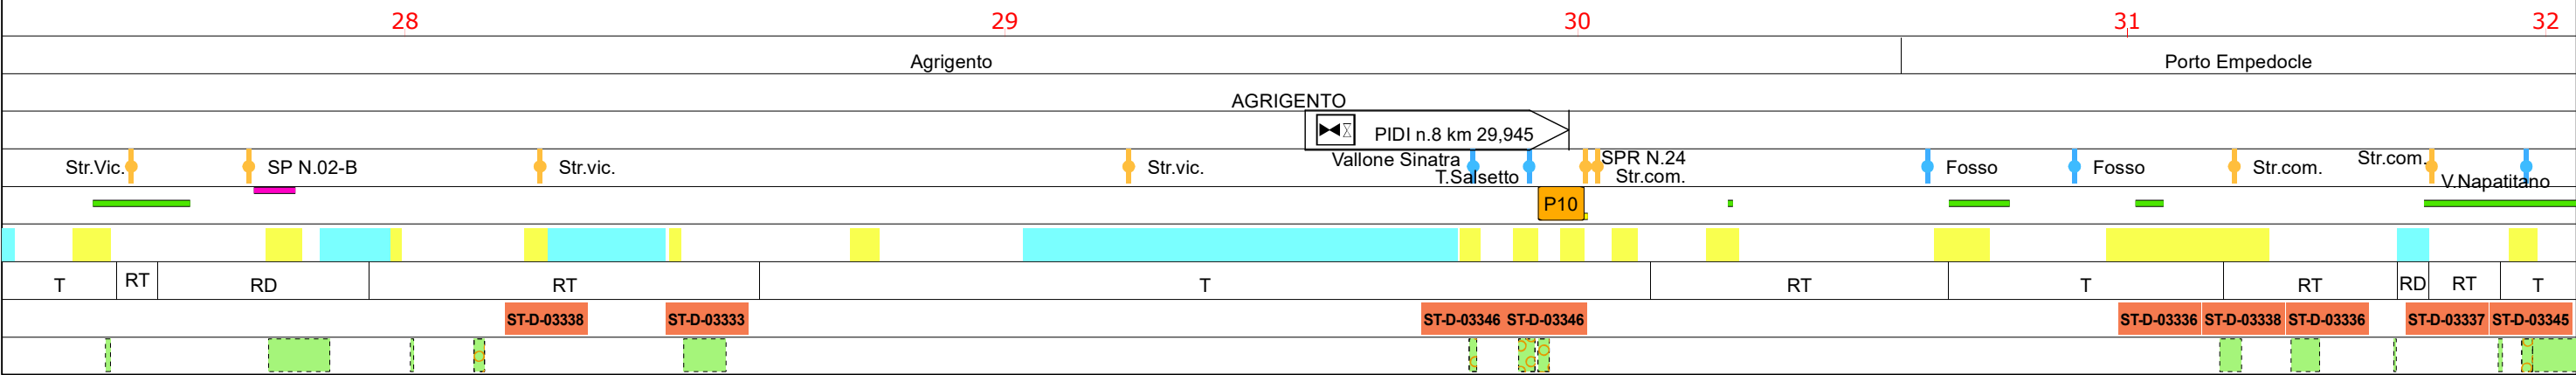 28 29 30 31 32
Agrigento Porto Empedocle
AGRIGENTO
PIDI n.8 km 29,945
Str.Vic. SP N.02-B Str.vic. Str.vic. Vallone Sinatra SPR N.24 Fosso Fosso Str.com. Str.com.
T.Salsetto Str.com. V.Napatitano
P10
T RT RD RT T RT T RT RD RT T
ST-D-03338 ST-D-03333 ST-D-03346 ST-D-03346 ST-D-03336 ST-D-03338 ST-D-03336 ST-D-03337 ST-D-03345